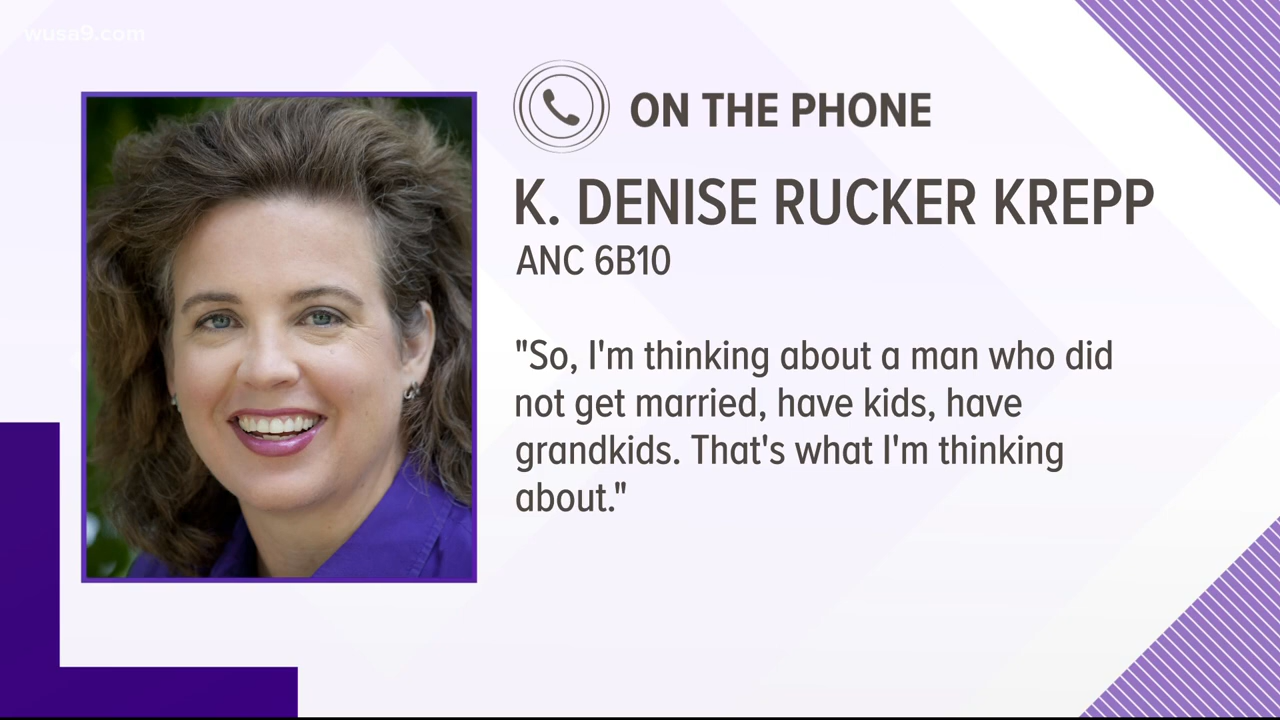 wusa9.com
ON THE PHONE
K. DENISE RUCKER KREPP
ANC 6B10
"So, I'm thinking about a man who did
not get married, have kids, have
grandkids. That's what I'm thinking
about."